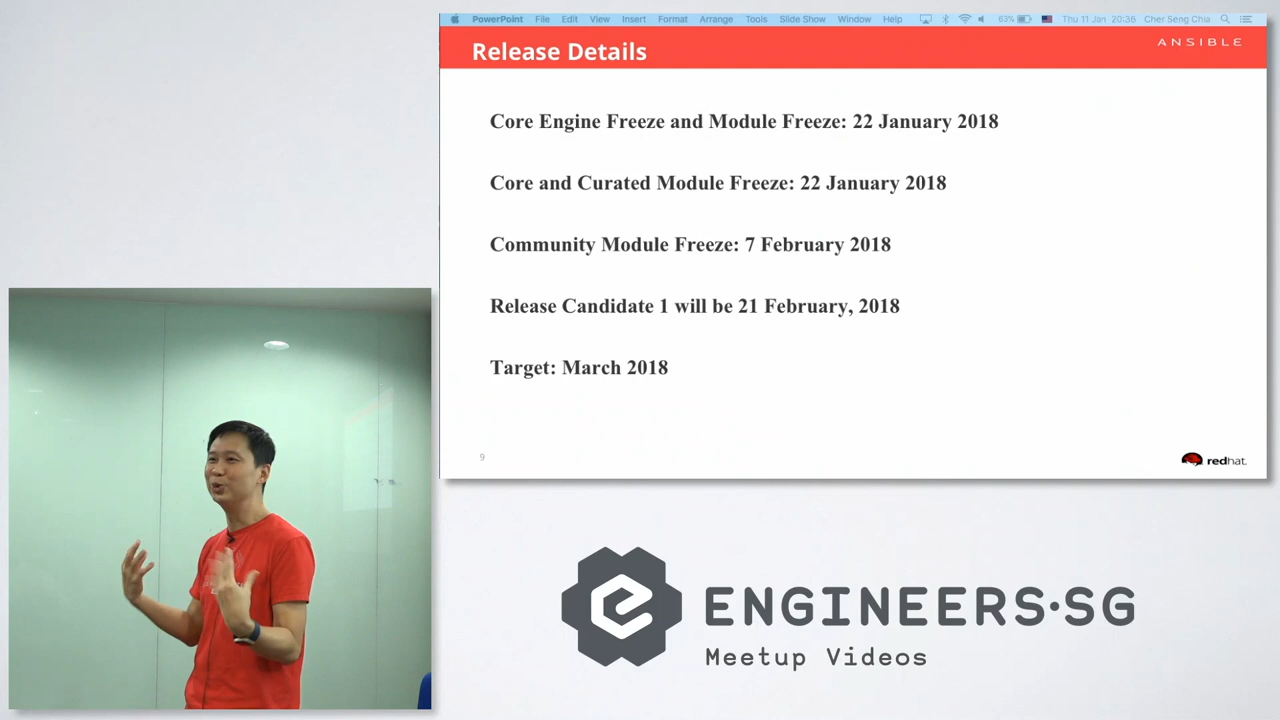 PowerPoint File Edit View Insert Format Arrange Tools Slide Show Window Help 63% Thu 11 Jan 20:36 Cher Seng Chia
Release Details
ANSIBLE
Core Engine Freeze and Module Freeze: 22 January 2018
Core and Curated Module Freeze: 22 January 2018
Community Module Freeze: 7 February 2018
Release Candidate 1 will be 21 February, 2018
Target: March 2018
9
redhat.
ENGINEERS·SG
Meetup Videos